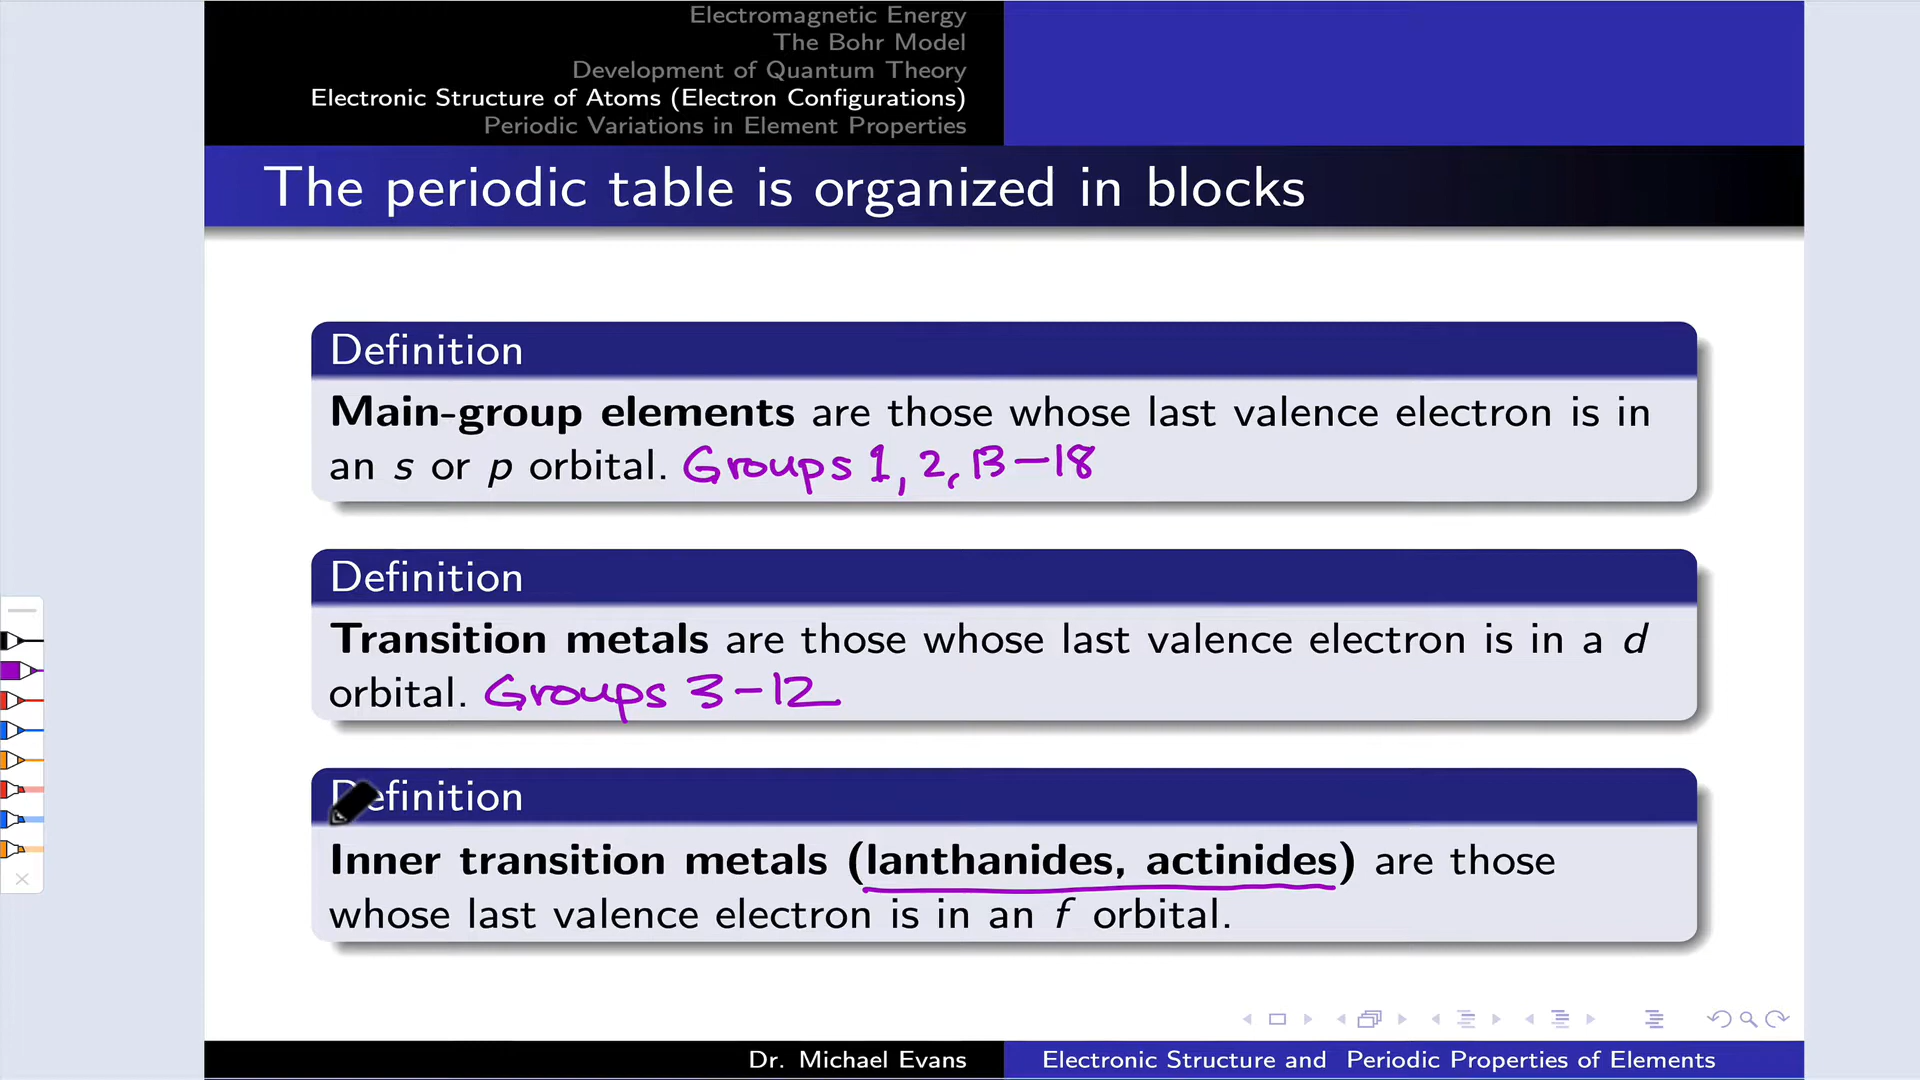 Electromagnetic Energy
The Bohr Model
Development of Quantum Theory
Electronic Structure of Atoms (Electron Configurations)
Periodic Variations in Element Properties
The periodic table is organized in blocks
Definition
Main-group elements are those whose last valence electron is in
an s or p orbital. Groups 1, 2, 13-18
Definition
Transition metals are those whose last valence electron is in a d
orbital. Groups 3-12
Definition
Inner transition metals (lanthanides, actinides) are those
whose last valence electron is in an f orbital.
Dr. Michael Evans
Electronic Structure and Periodic Properties of Elements